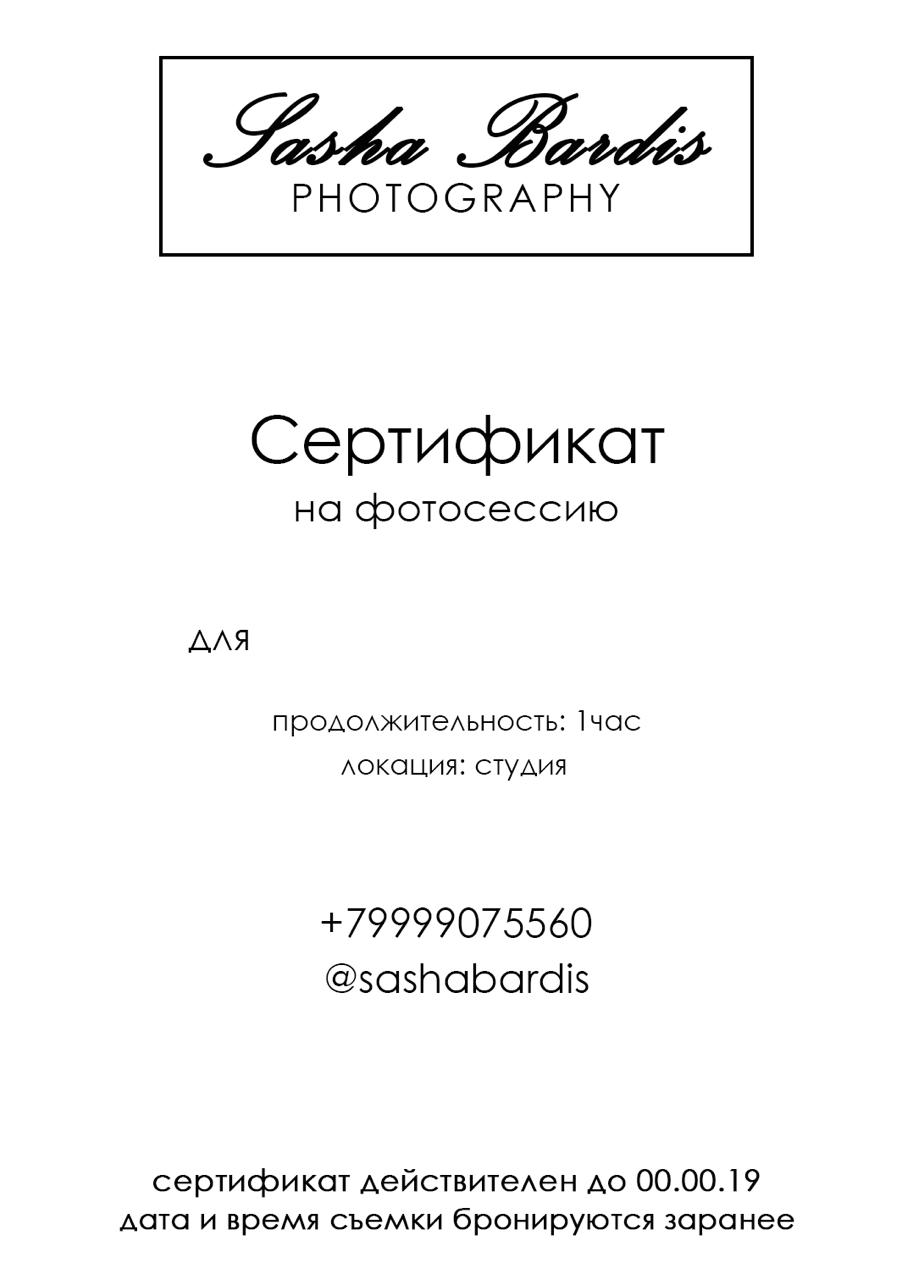 Sasha Bardis
PHOTOGRAPHY
Сертификат
на фотосессию
для
продолжительность: 1час
локация: студия
+79999075560
@sashabardis
сертификат действителен до 00.00.19
дата и время съемки бронируются заранее